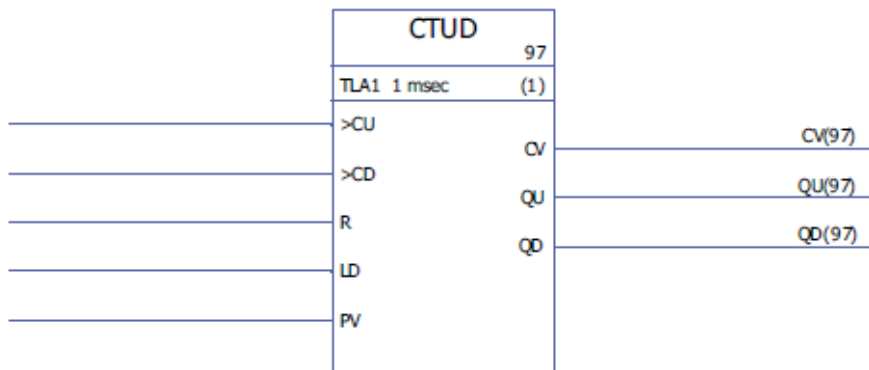 CTUD
97
TLA1 1 msec (1)
>CU
>CD
R
LD
PV
CV
QU
QD
CV(97)
QU(97)
QD(97)